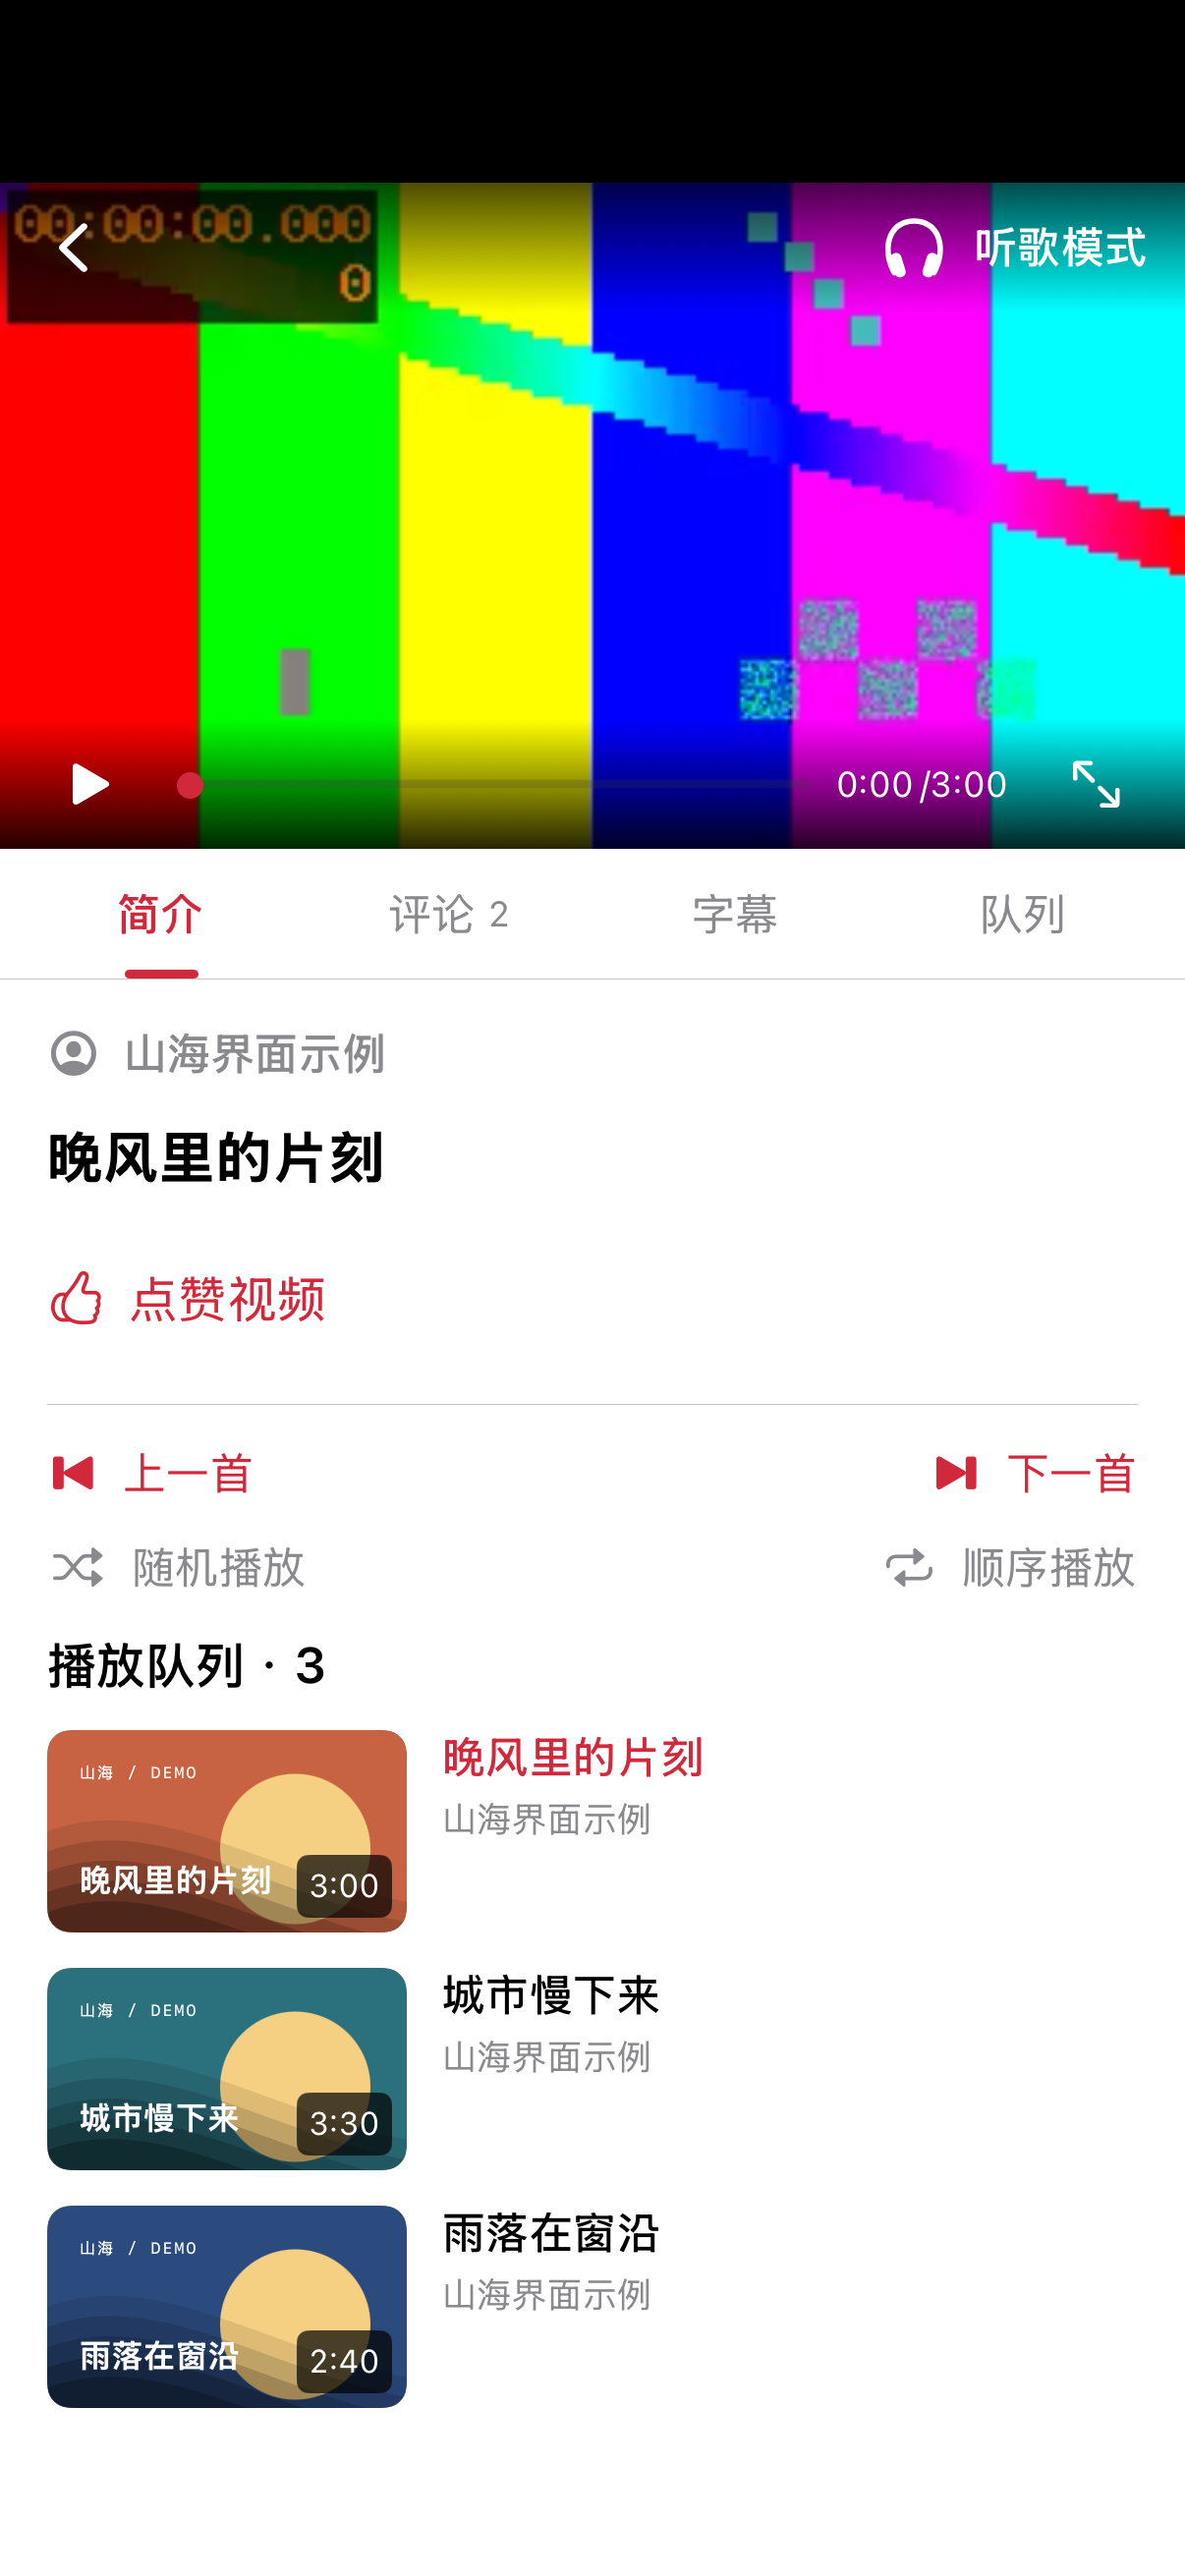 00:00:00.000
0
听歌模式
0:00/3:00
简介 评论 2 字幕 队列
山海界面示例
晚风里的片刻
点赞视频
上一首 下一首
随机播放 顺序播放
播放队列 · 3
山海 / DEMO
晚风里的片刻 3:00
晚风里的片刻
山海界面示例
山海 / DEMO
城市慢下来 3:30
城市慢下来
山海界面示例
山海 / DEMO
雨落在窗沿 2:40
雨落在窗沿
山海界面示例